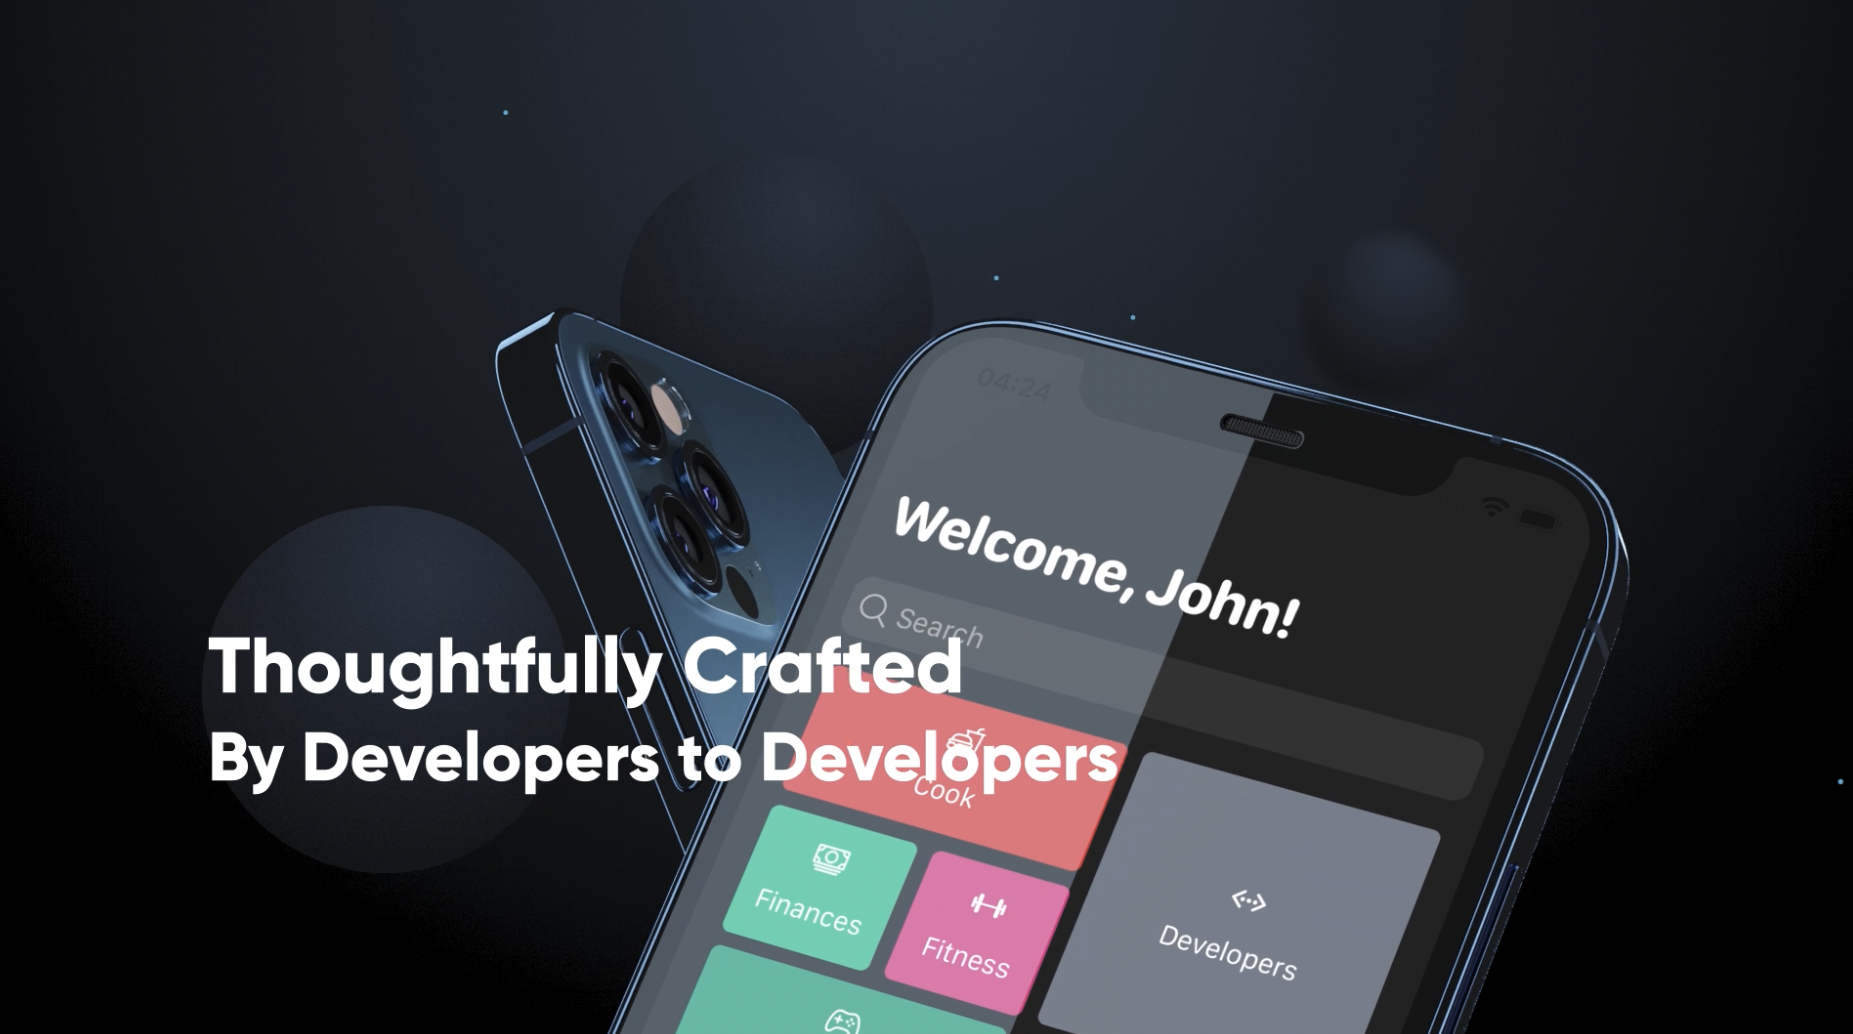 04:24
Welcome, John!
Search
Thoughtfully Crafted
By Developers to Developers
Cook
Finances
Fitness
Developers